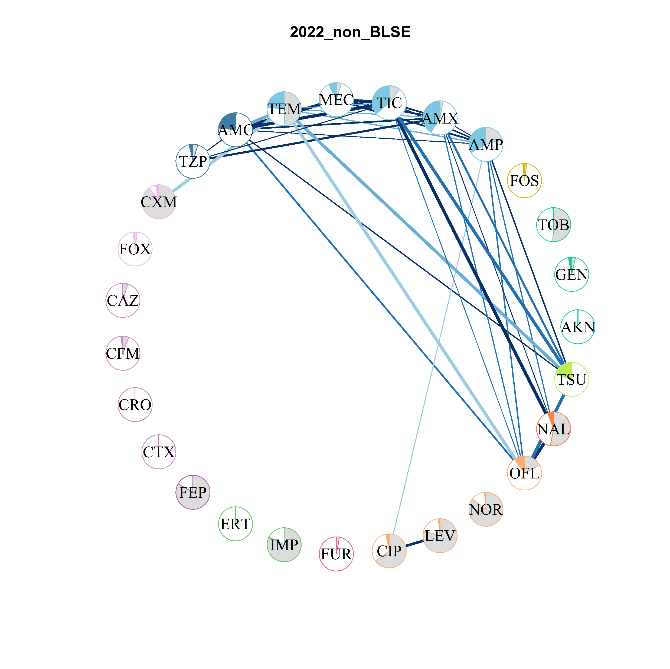 2022_non_BLSE
MEC
TIC
TEM
AMX
AMC
AMP
TZP
FOS
CXM
TOB
FOX
GEN
CAZ
AKN
CFM
TSU
CRO
NAL
CTX
OFL
FEP
NOR
ERT
LEV
IMP
CIP
FUR